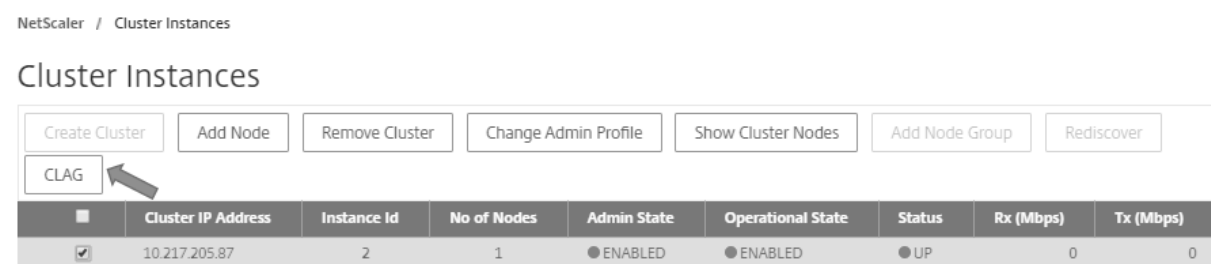 NetScaler / Cluster Instances
Cluster Instances
Create Cluster Add Node Remove Cluster Change Admin Profile Show Cluster Nodes Add Node Group Rediscover
CLAG
Cluster IP Address Instance Id No of Nodes Admin State Operational State Status Rx (Mbps) Tx (Mbps)
10.217.205.87 2 1 ENABLED ENABLED UP 0 0